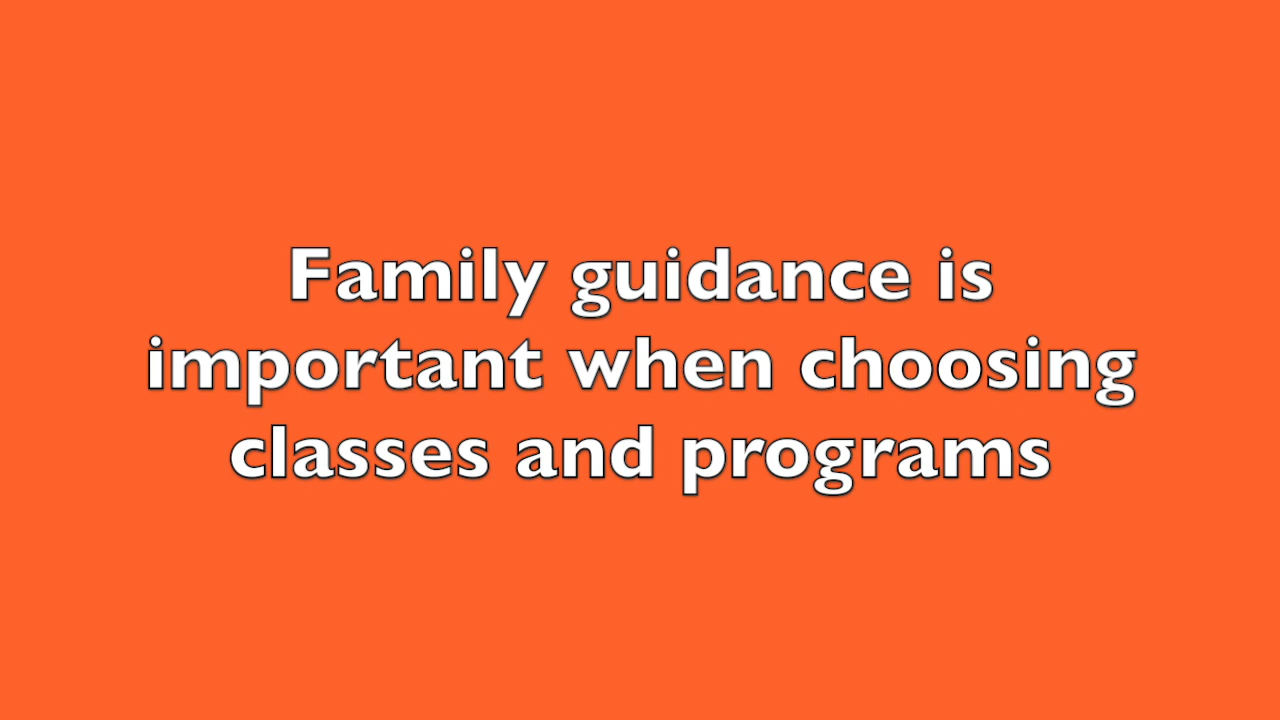 Family guidance is
important when choosing
classes and programs